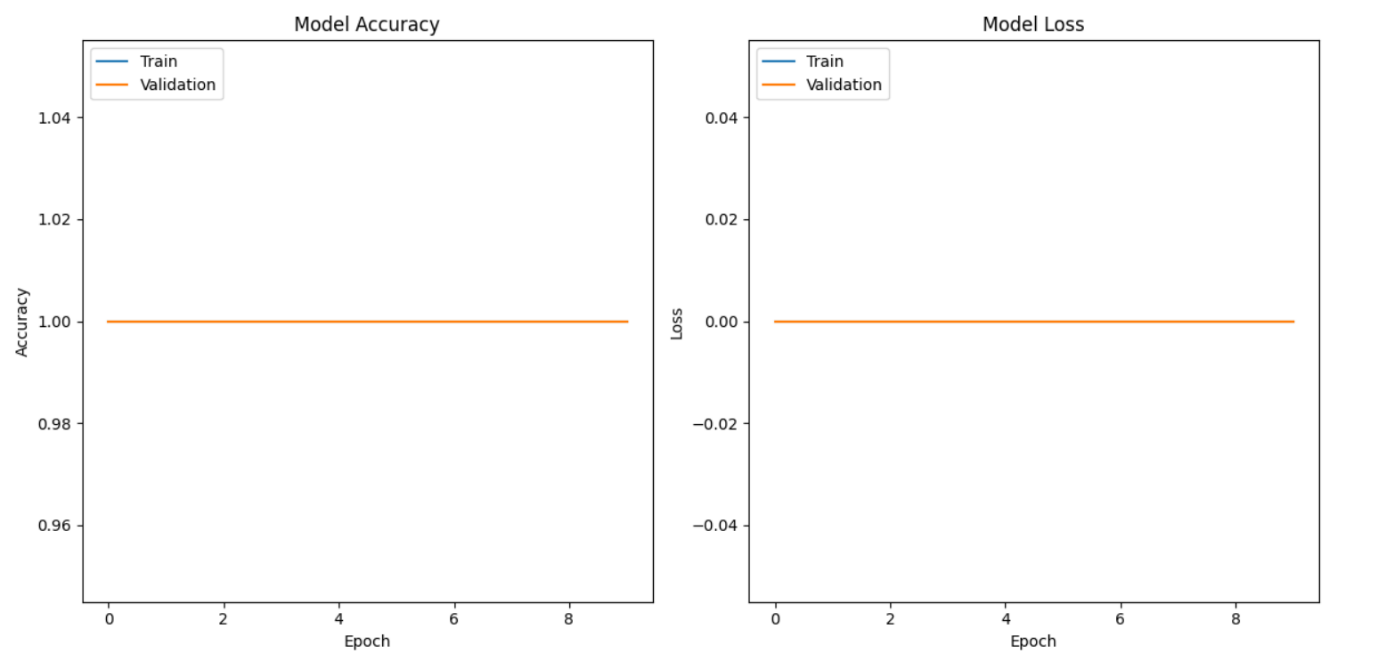 Model Accuracy
Train
Validation
1.04
1.02
1.00
0.98
0.96
Accuracy
0 2 4 6 8
Epoch
Model Loss
Train
Validation
0.04
0.02
0.00
−0.02
−0.04
Loss
0 2 4 6 8
Epoch